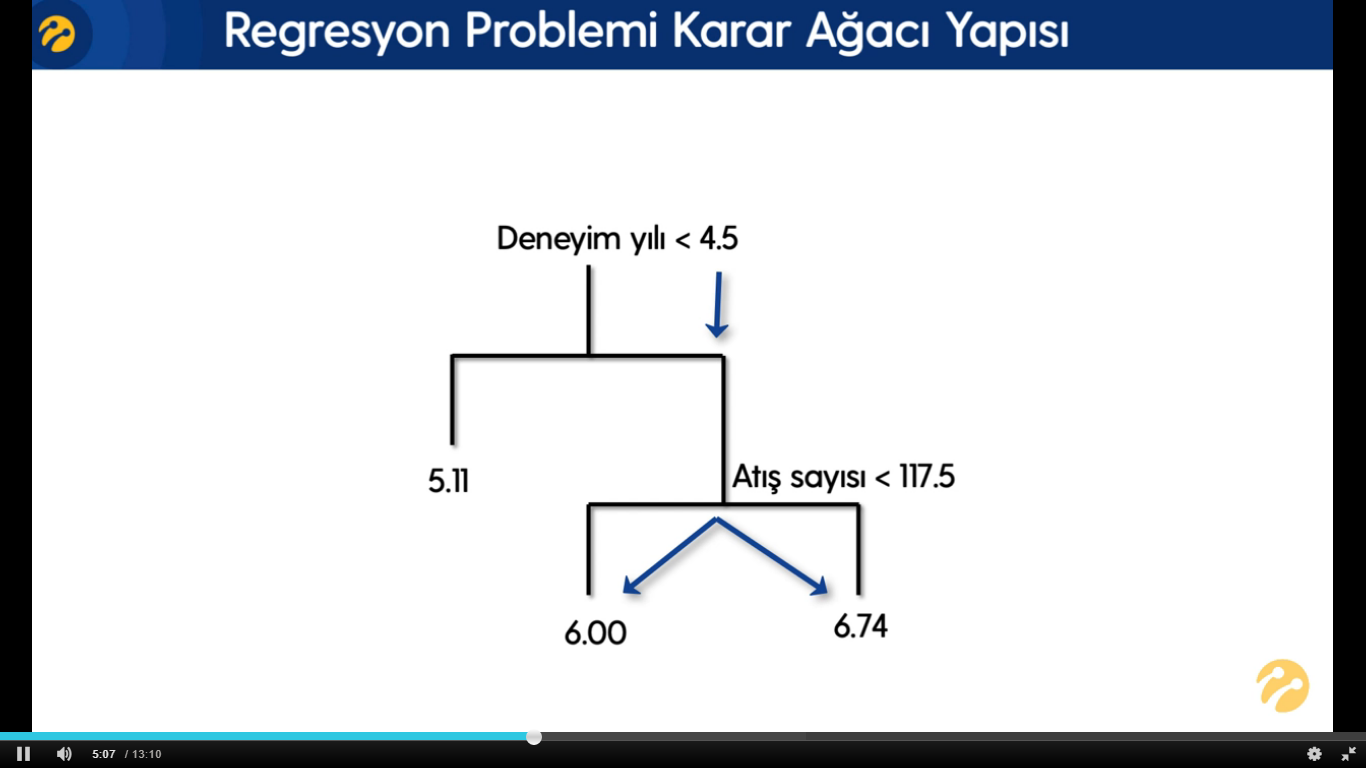 Regresyon Problemi Karar Ağacı Yapısı
Deneyim yılı < 4.5
5.11
Atış sayısı < 117.5
6.00
6.74
5:07 / 13:10